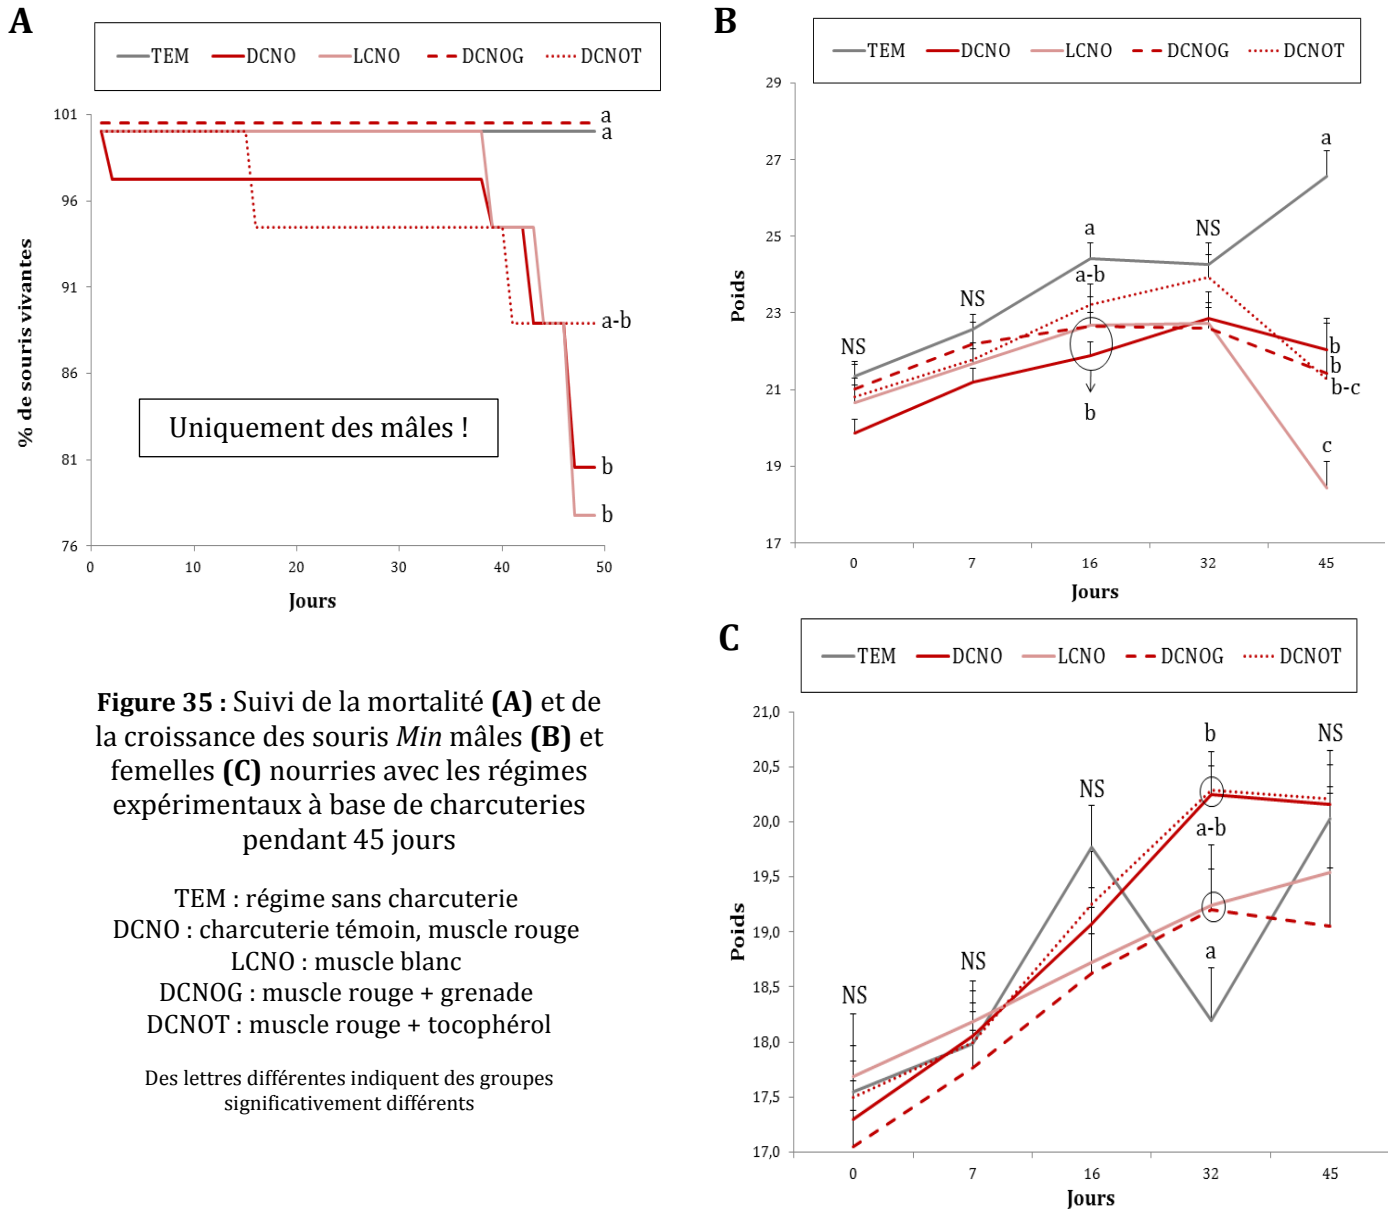 A
TEM DCNO LCNO DCNOG DCNOT
101
96
91
86
81
76
% de souris vivantes
0 10 20 30 40 50
Jours
a
a
a-b
b
b
Uniquement des mâles !
B
TEM DCNO LCNO DCNOG DCNOT
29
27
25
23
21
19
17
Poids
0 7 16 32 45
Jours
NS
NS
a
a-b
b
NS
a
b
b
b-c
c
Figure 35 : Suivi de la mortalité (A) et de
la croissance des souris Min mâles (B) et
femelles (C) nourries avec les régimes
expérimentaux à base de charcuteries
pendant 45 jours
TEM : régime sans charcuterie
DCNO : charcuterie témoin, muscle rouge
LCNO : muscle blanc
DCNOG : muscle rouge + grenade
DCNOT : muscle rouge + tocophérol
Des lettres différentes indiquent des groupes
significativement différents
C
TEM DCNO LCNO DCNOG DCNOT
21,0
20,5
20,0
19,5
19,0
18,5
18,0
17,5
17,0
Poids
0 7 16 32 45
Jours
NS
NS
NS
b
a-b
a
NS